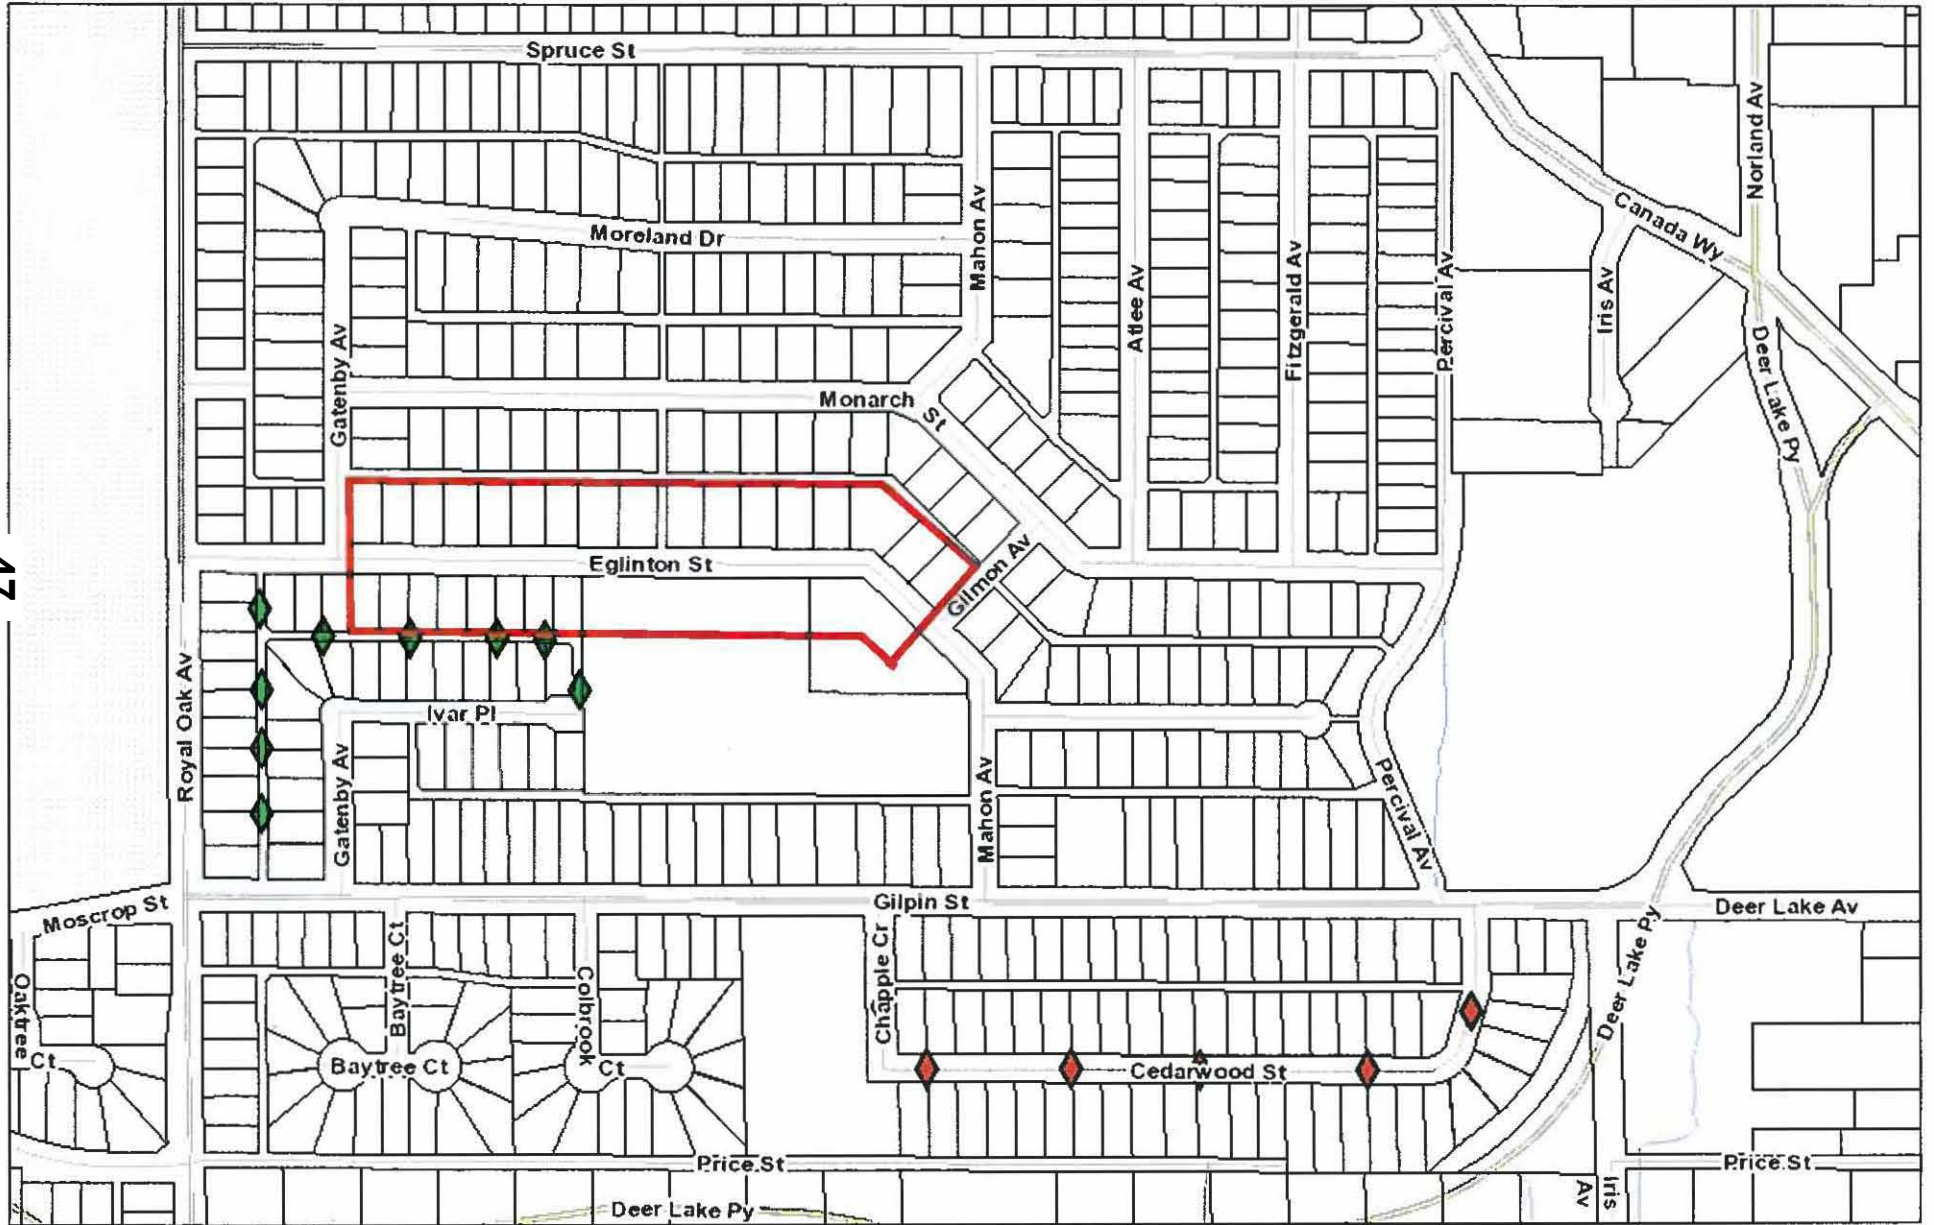 Spruce St
Norland Av
Canada Wy
Mahon Av
Moreland Dr
Atlee Av
Fitzgerald Av
Percival Av
Iris Av
Gatenby Av
Deer Lake Py
Monarch St
Eglinton St
Gilmon Av
47
Royal Oak Av
Ivar Pl
Gatenby Av
Mahon Av
Percival Av
Moscrop St
Gilpin St
Deer Lake Av
Oaktree Ct
Baytree Ct
Colbrook Ct
Chapple Cr
Deer Lake Py
Baytree Ct
Cedarwood St
Price St
Price St
Iris Av
Deer Lake Py